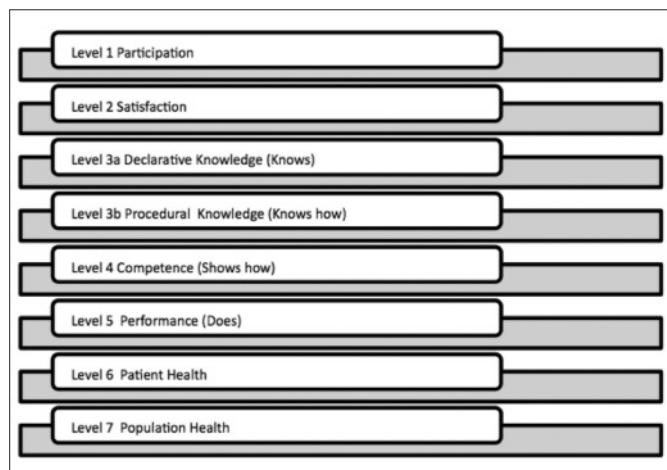 Level 1 Participation
Level 2 Satisfaction
Level 3a Declarative Knowledge (Knows)
Level 3b Procedural  Knowledge (Knows how)
Level 4 Competence (Shows how)
Level 5  Performance (Does)
Level 6  Patient Health
Level 7  Population Health